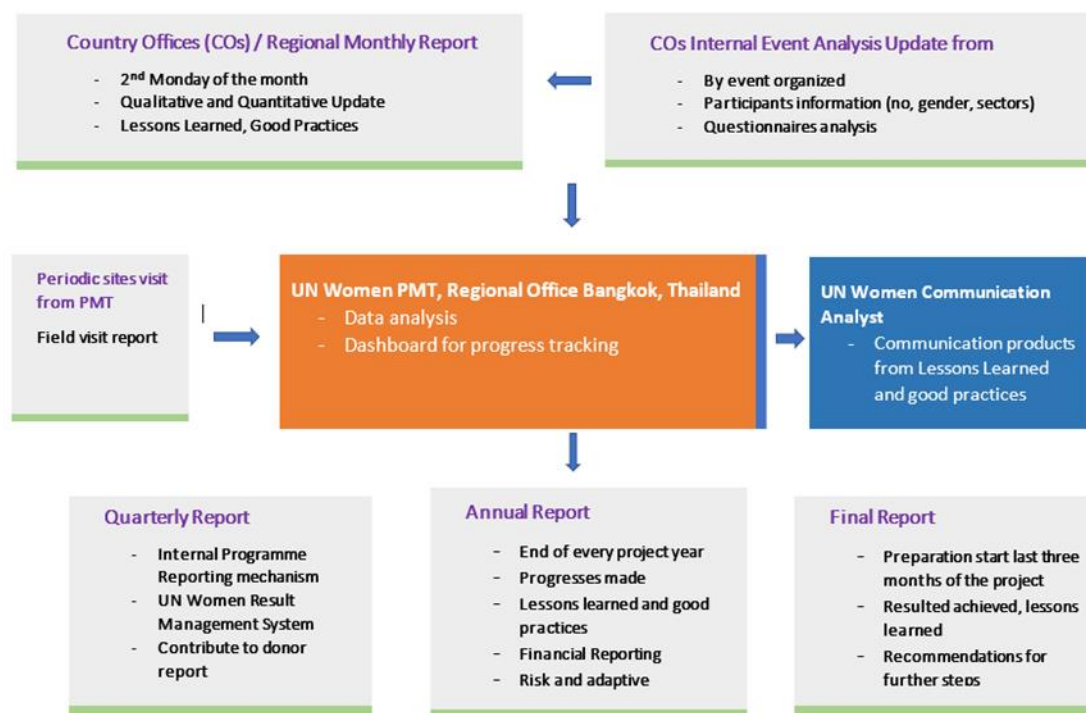 Country Offices (COs) / Regional Monthly Report
- 2nd Monday of the month
- Qualitative and Quantitative Update
- Lessons Learned, Good Practices
COs Internal Event Analysis Update from
- By event organized
- Participants information (no, gender, sectors)
- Questionnaires analysis
Periodic sites visit
from PMT
Field visit report
UN Women PMT, Regional Office Bangkok, Thailand
- Data analysis
- Dashboard for progress tracking
UN Women Communication
Analyst
- Communication products
from Lessons Learned
and good practices
Quarterly Report
- Internal Programme
Reporting mechanism
- UN Women Result
Management System
- Contribute to donor
report
Annual Report
- End of every project year
- Progresses made
- Lessons learned and good
practices
- Financial Reporting
- Risk and adaptive
Final Report
- Preparation start last three
months of the project
- Resulted achieved, lessons
learned
- Recommendations for
further steps